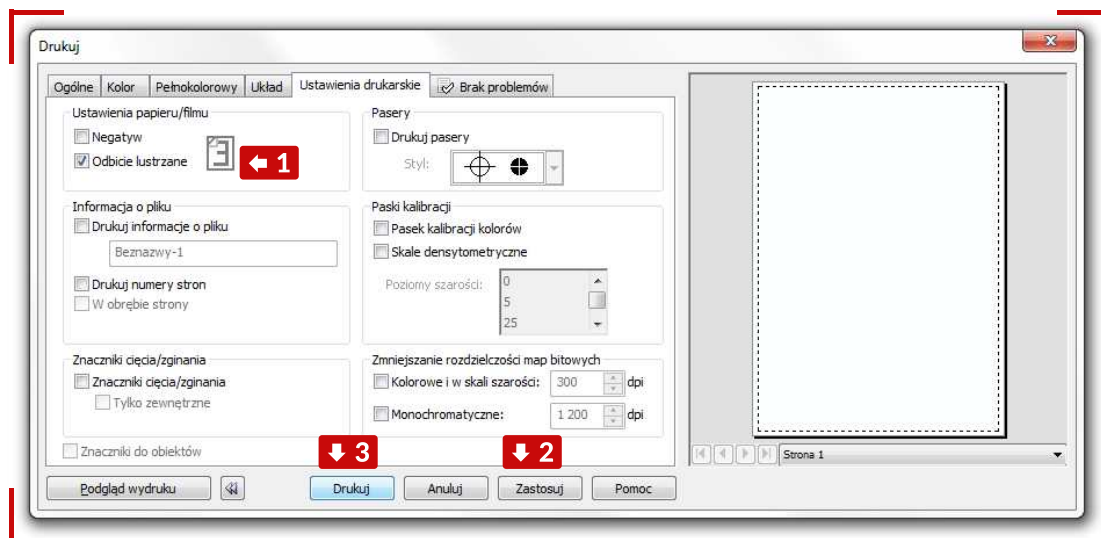 Drukuj
Ogólne Kolor Pełnokolorowy Układ Ustawienia drukarskie Brak problemów
Ustawienia papieru/filmu
Negatyw
Odbicie lustrzane
1
Pasery
Drukuj pasery
Styl:
Informacja o pliku
Drukuj informacje o pliku
Beznazwy-1
Drukuj numery stron
W obrębie strony
Paski kalibracji
Pasek kalibracji kolorów
Skale densytometryczne
Poziomy szarości: 0
5
25
Znaczniki cięcia/zginania
Znaczniki cięcia/zginania
Tylko zewnętrzne
Zmniejszanie rozdzielczości map bitowych
Kolorowe i w skali szarości: 300 dpi
Monochromatyczne: 1 200 dpi
Znaczniki do obiektów
3 2
Strona 1
Podgląd wydruku Drukuj Anuluj Zastosuj Pomoc